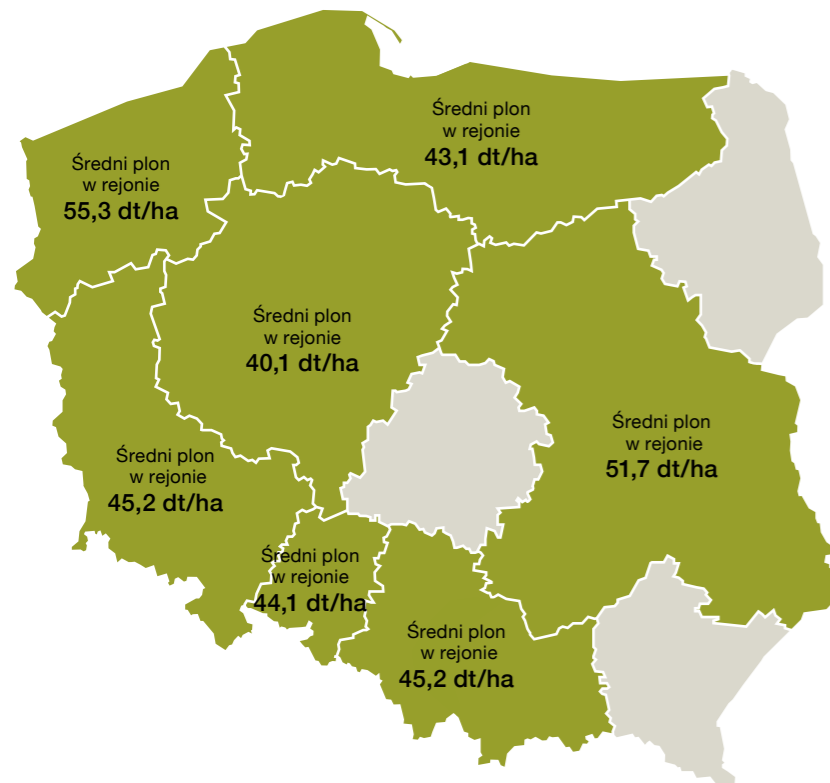 Średni plon
w rejonie
43,1 dt/ha
Średni plon
w rejonie
55,3 dt/ha
Średni plon
w rejonie
40,1 dt/ha
Średni plon
w rejonie
51,7 dt/ha
Średni plon
w rejonie
45,2 dt/ha
Średni plon
w rejonie
44,1 dt/ha
Średni plon
w rejonie
45,2 dt/ha